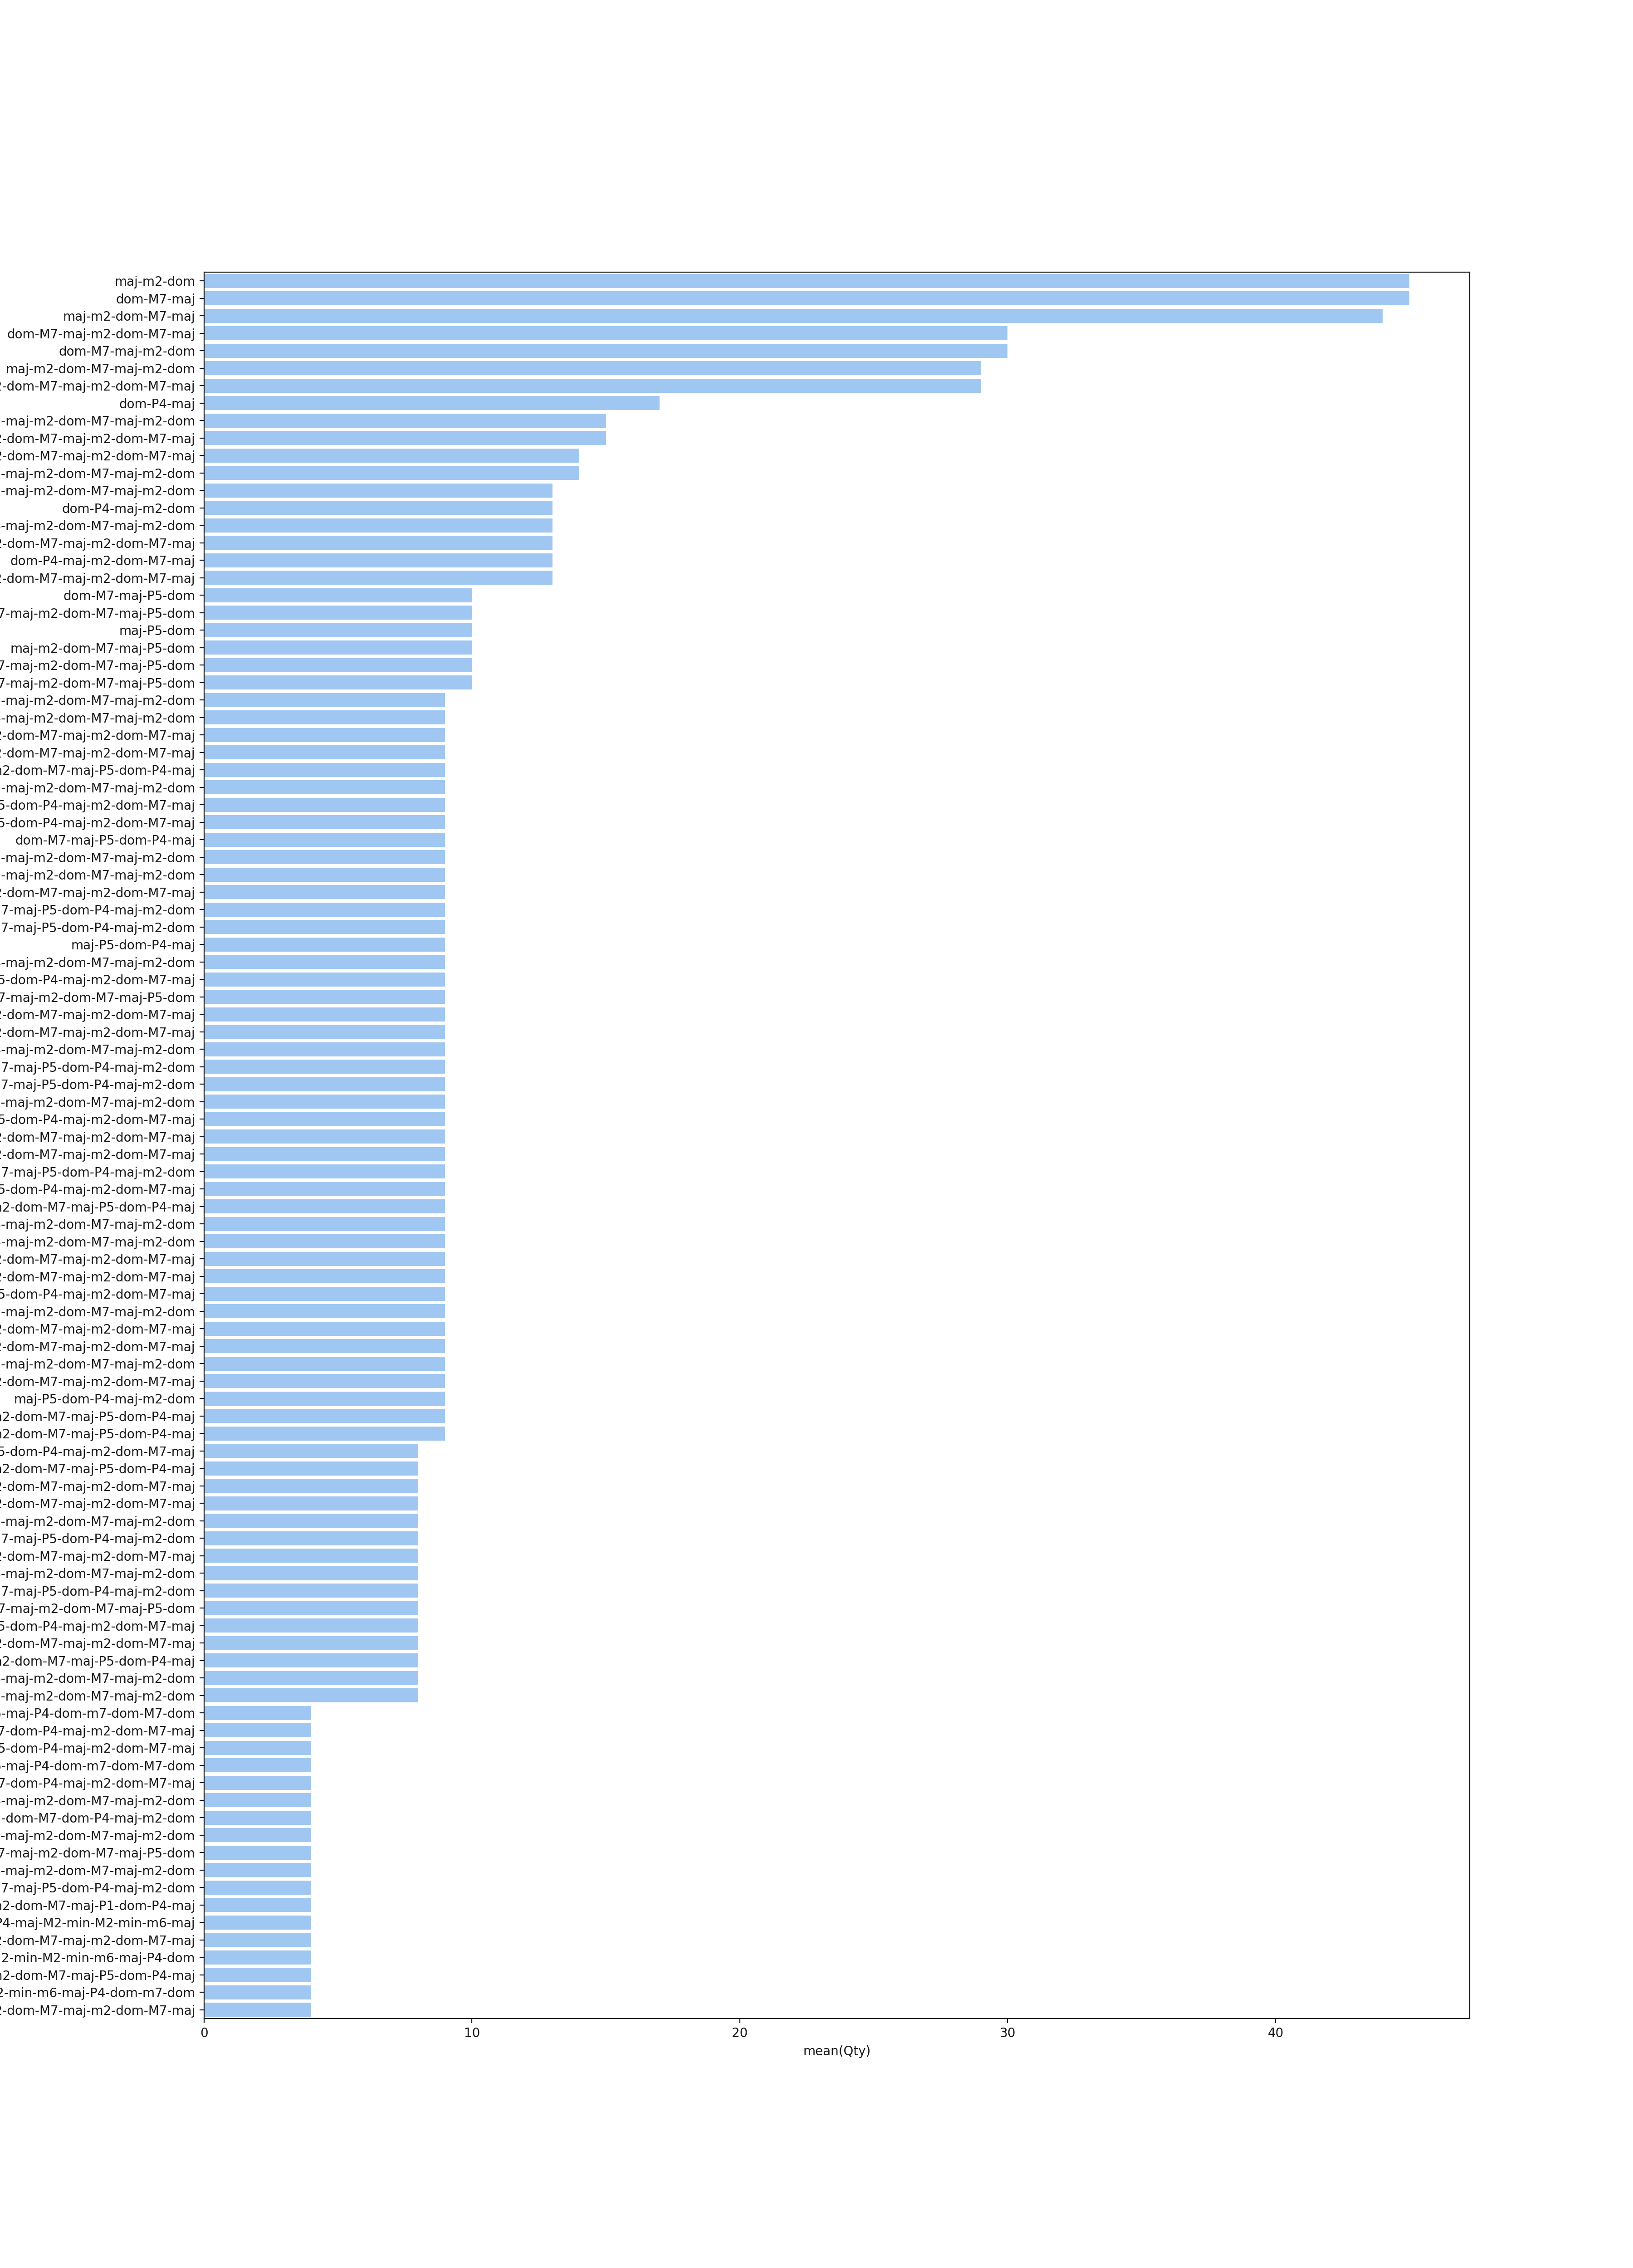 maj-m2-dom
dom-M7-maj
maj-m2-dom-M7-maj
dom-M7-maj-m2-dom-M7-maj
dom-M7-maj-m2-dom
maj-m2-dom-M7-maj-m2-dom
-dom-M7-maj-m2-dom-M7-maj
dom-P4-maj
-maj-m2-dom-M7-maj-m2-dom
-dom-M7-maj-m2-dom-M7-maj
-dom-M7-maj-m2-dom-M7-maj
-maj-m2-dom-M7-maj-m2-dom
-maj-m2-dom-M7-maj-m2-dom
dom-P4-maj-m2-dom
-maj-m2-dom-M7-maj-m2-dom
-dom-M7-maj-m2-dom-M7-maj
dom-P4-maj-m2-dom-M7-maj
-dom-M7-maj-m2-dom-M7-maj
dom-M7-maj-P5-dom
7-maj-m2-dom-M7-maj-P5-dom
maj-P5-dom
maj-m2-dom-M7-maj-P5-dom
7-maj-m2-dom-M7-maj-P5-dom
7-maj-m2-dom-M7-maj-P5-dom
-maj-m2-dom-M7-maj-m2-dom
-maj-m2-dom-M7-maj-m2-dom
-dom-M7-maj-m2-dom-M7-maj
-dom-M7-maj-m2-dom-M7-maj
2-dom-M7-maj-P5-dom-P4-maj
-maj-m2-dom-M7-maj-m2-dom
5-dom-P4-maj-m2-dom-M7-maj
5-dom-P4-maj-m2-dom-M7-maj
dom-M7-maj-P5-dom-P4-maj
-maj-m2-dom-M7-maj-m2-dom
-maj-m2-dom-M7-maj-m2-dom
-dom-M7-maj-m2-dom-M7-maj
7-maj-P5-dom-P4-maj-m2-dom
7-maj-P5-dom-P4-maj-m2-dom
maj-P5-dom-P4-maj
-maj-m2-dom-M7-maj-m2-dom
5-dom-P4-maj-m2-dom-M7-maj
7-maj-m2-dom-M7-maj-P5-dom
-dom-M7-maj-m2-dom-M7-maj
-dom-M7-maj-m2-dom-M7-maj
-maj-m2-dom-M7-maj-m2-dom
7-maj-P5-dom-P4-maj-m2-dom
7-maj-P5-dom-P4-maj-m2-dom
-maj-m2-dom-M7-maj-m2-dom
5-dom-P4-maj-m2-dom-M7-maj
-dom-M7-maj-m2-dom-M7-maj
-dom-M7-maj-m2-dom-M7-maj
7-maj-P5-dom-P4-maj-m2-dom
5-dom-P4-maj-m2-dom-M7-maj
2-dom-M7-maj-P5-dom-P4-maj
-maj-m2-dom-M7-maj-m2-dom
-maj-m2-dom-M7-maj-m2-dom
-dom-M7-maj-m2-dom-M7-maj
-dom-M7-maj-m2-dom-M7-maj
5-dom-P4-maj-m2-dom-M7-maj
-maj-m2-dom-M7-maj-m2-dom
-dom-M7-maj-m2-dom-M7-maj
-dom-M7-maj-m2-dom-M7-maj
-maj-m2-dom-M7-maj-m2-dom
-dom-M7-maj-m2-dom-M7-maj
maj-P5-dom-P4-maj-m2-dom
2-dom-M7-maj-P5-dom-P4-maj
2-dom-M7-maj-P5-dom-P4-maj
5-dom-P4-maj-m2-dom-M7-maj
2-dom-M7-maj-P5-dom-P4-maj
-dom-M7-maj-m2-dom-M7-maj
-dom-M7-maj-m2-dom-M7-maj
-maj-m2-dom-M7-maj-m2-dom
7-maj-P5-dom-P4-maj-m2-dom
-dom-M7-maj-m2-dom-M7-maj
-maj-m2-dom-M7-maj-m2-dom
7-maj-P5-dom-P4-maj-m2-dom
7-maj-m2-dom-M7-maj-P5-dom
5-dom-P4-maj-m2-dom-M7-maj
-dom-M7-maj-m2-dom-M7-maj
2-dom-M7-maj-P5-dom-P4-maj
-maj-m2-dom-M7-maj-m2-dom
-maj-m2-dom-M7-maj-m2-dom
-maj-P4-dom-m7-dom-M7-dom
7-dom-P4-maj-m2-dom-M7-maj
5-dom-P4-maj-m2-dom-M7-maj
-maj-P4-dom-m7-dom-M7-dom
7-dom-P4-maj-m2-dom-M7-maj
-maj-m2-dom-M7-maj-m2-dom
-dom-M7-dom-P4-maj-m2-dom
-maj-m2-dom-M7-maj-m2-dom
7-maj-m2-dom-M7-maj-P5-dom
-maj-m2-dom-M7-maj-m2-dom
7-maj-P5-dom-P4-maj-m2-dom
2-dom-M7-maj-P1-dom-P4-maj
P4-maj-M2-min-M2-min-m6-maj
-dom-M7-maj-m2-dom-M7-maj
2-min-M2-min-m6-maj-P4-dom
2-dom-M7-maj-P5-dom-P4-maj
2-min-m6-maj-P4-dom-m7-dom
-dom-M7-maj-m2-dom-M7-maj
0 10 20 30 40
mean(Qty)